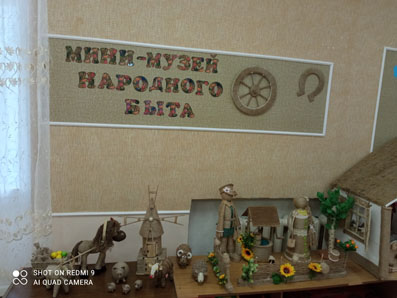 МИНИ-МУЗЕЙ
НАРОДНОГО
БЫТА
SHOT ON REDMI 9
AI QUAD CAMERA